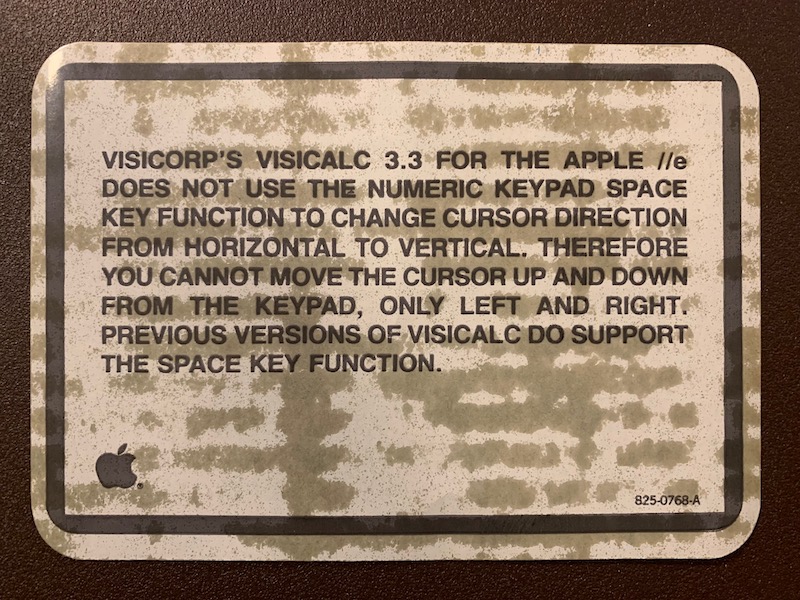 VISICORP'S VISICALC 3.3 FOR THE APPLE //e
DOES NOT USE THE NUMERIC KEYPAD SPACE
KEY FUNCTION TO CHANGE CURSOR DIRECTION
FROM HORIZONTAL TO VERTICAL. THEREFORE
YOU CANNOT MOVE THE CURSOR UP AND DOWN
FROM THE KEYPAD, ONLY LEFT AND RIGHT.
PREVIOUS VERSIONS OF VISICALC DO SUPPORT
THE SPACE KEY FUNCTION.
®
825-0768-A